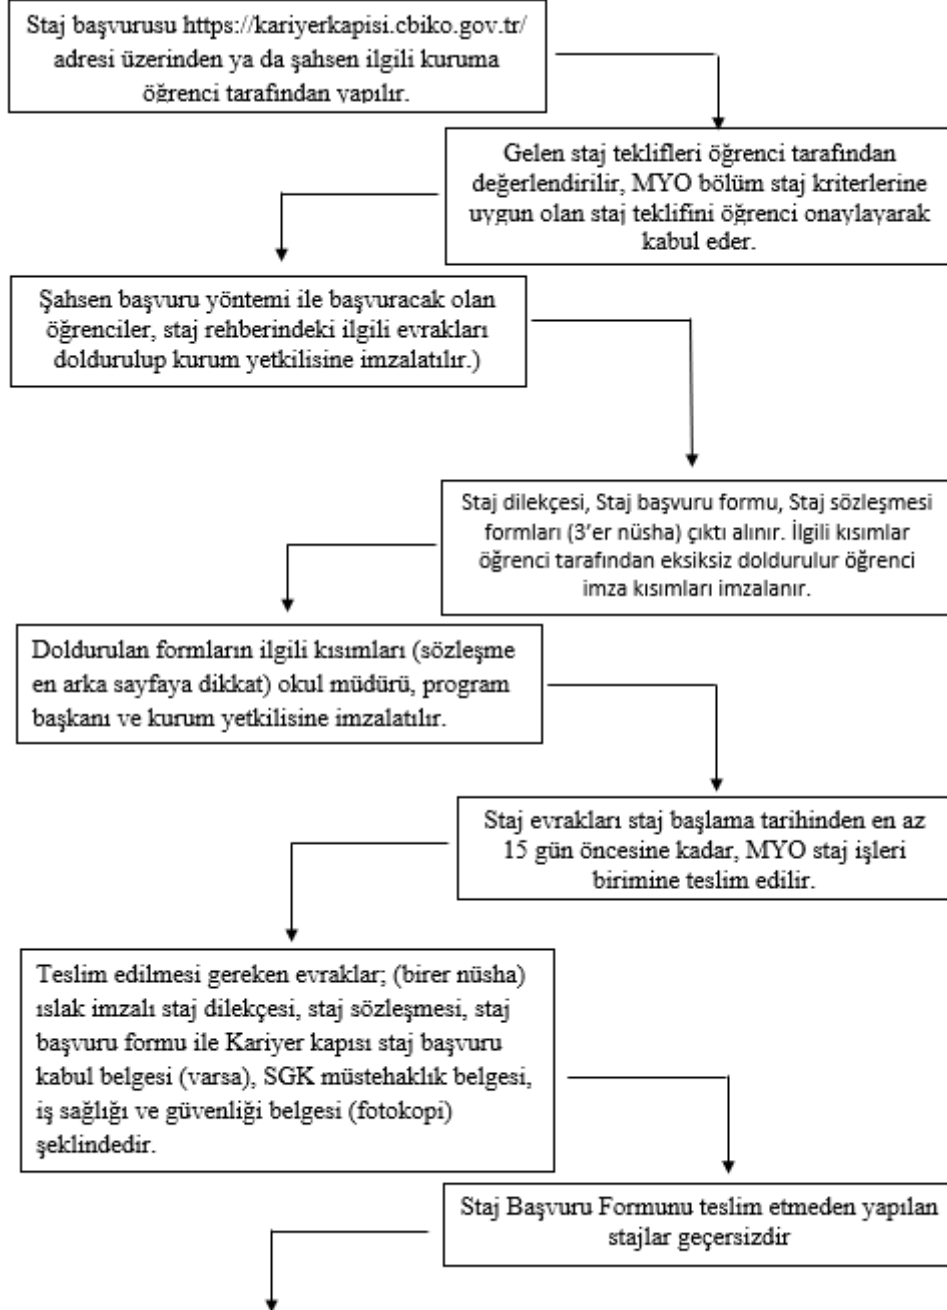 Staj başvurusu https://kariyerkapisi.cbiko.gov.tr/
adresi üzerinden ya da şahsen ilgili kuruma
öğrenci tarafından yapılır.
Gelen staj teklifleri öğrenci tarafından
değerlendirilir, MYO bölüm staj kriterlerine
uygun olan staj teklifini öğrenci onaylayarak
kabul eder.
Şahsen başvuru yöntemi ile başvuracak olan
öğrenciler, staj rehberindeki ilgili evrakları
doldurulup kurum yetkilisine imzalatılır.)
Staj dilekçesi, Staj başvuru formu, Staj sözleşmesi
formları (3’er nüsha) çıktı alınır. İlgili kısımlar
öğrenci tarafından eksiksiz doldurulur öğrenci
imza kısımları imzalanır.
Doldurulan formların ilgili kısımları (sözleşme
en arka sayfaya dikkat) okul müdürü, program
başkanı ve kurum yetkilisine imzalatılır.
Staj evrakları staj başlama tarihinden en az
15 gün öncesine kadar, MYO staj işleri
birimine teslim edilir.
Teslim edilmesi gereken evraklar; (birer nüsha)
ıslak imzalı staj dilekçesi, staj sözleşmesi, staj
başvuru formu ile Kariyer kapısı staj başvuru
kabul belgesi (varsa), SGK müstehaklık belgesi,
iş sağlığı ve güvenliği belgesi (fotokopi)
şeklindedir.
Staj Başvuru Formunu teslim etmeden yapılan
stajlar geçersizdir